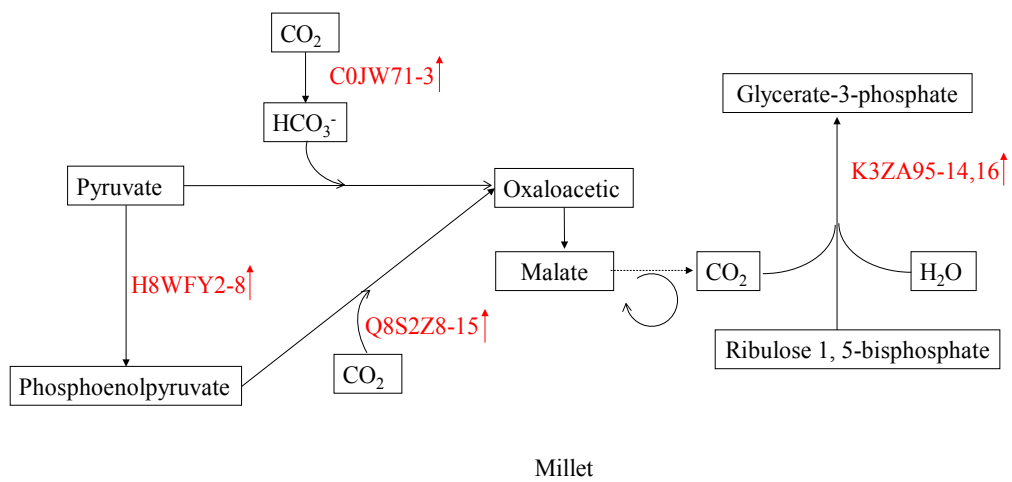 CO2
C0JW71-3
Glycerate-3-phosphate
HCO3-
K3ZA95-14,16
Pyruvate
Oxaloacetic
H8WFY2-8
Malate
CO2
H2O
Q8S2Z8-15
Ribulose 1, 5-bisphosphate
Phosphoenolpyruvate
CO2
Millet